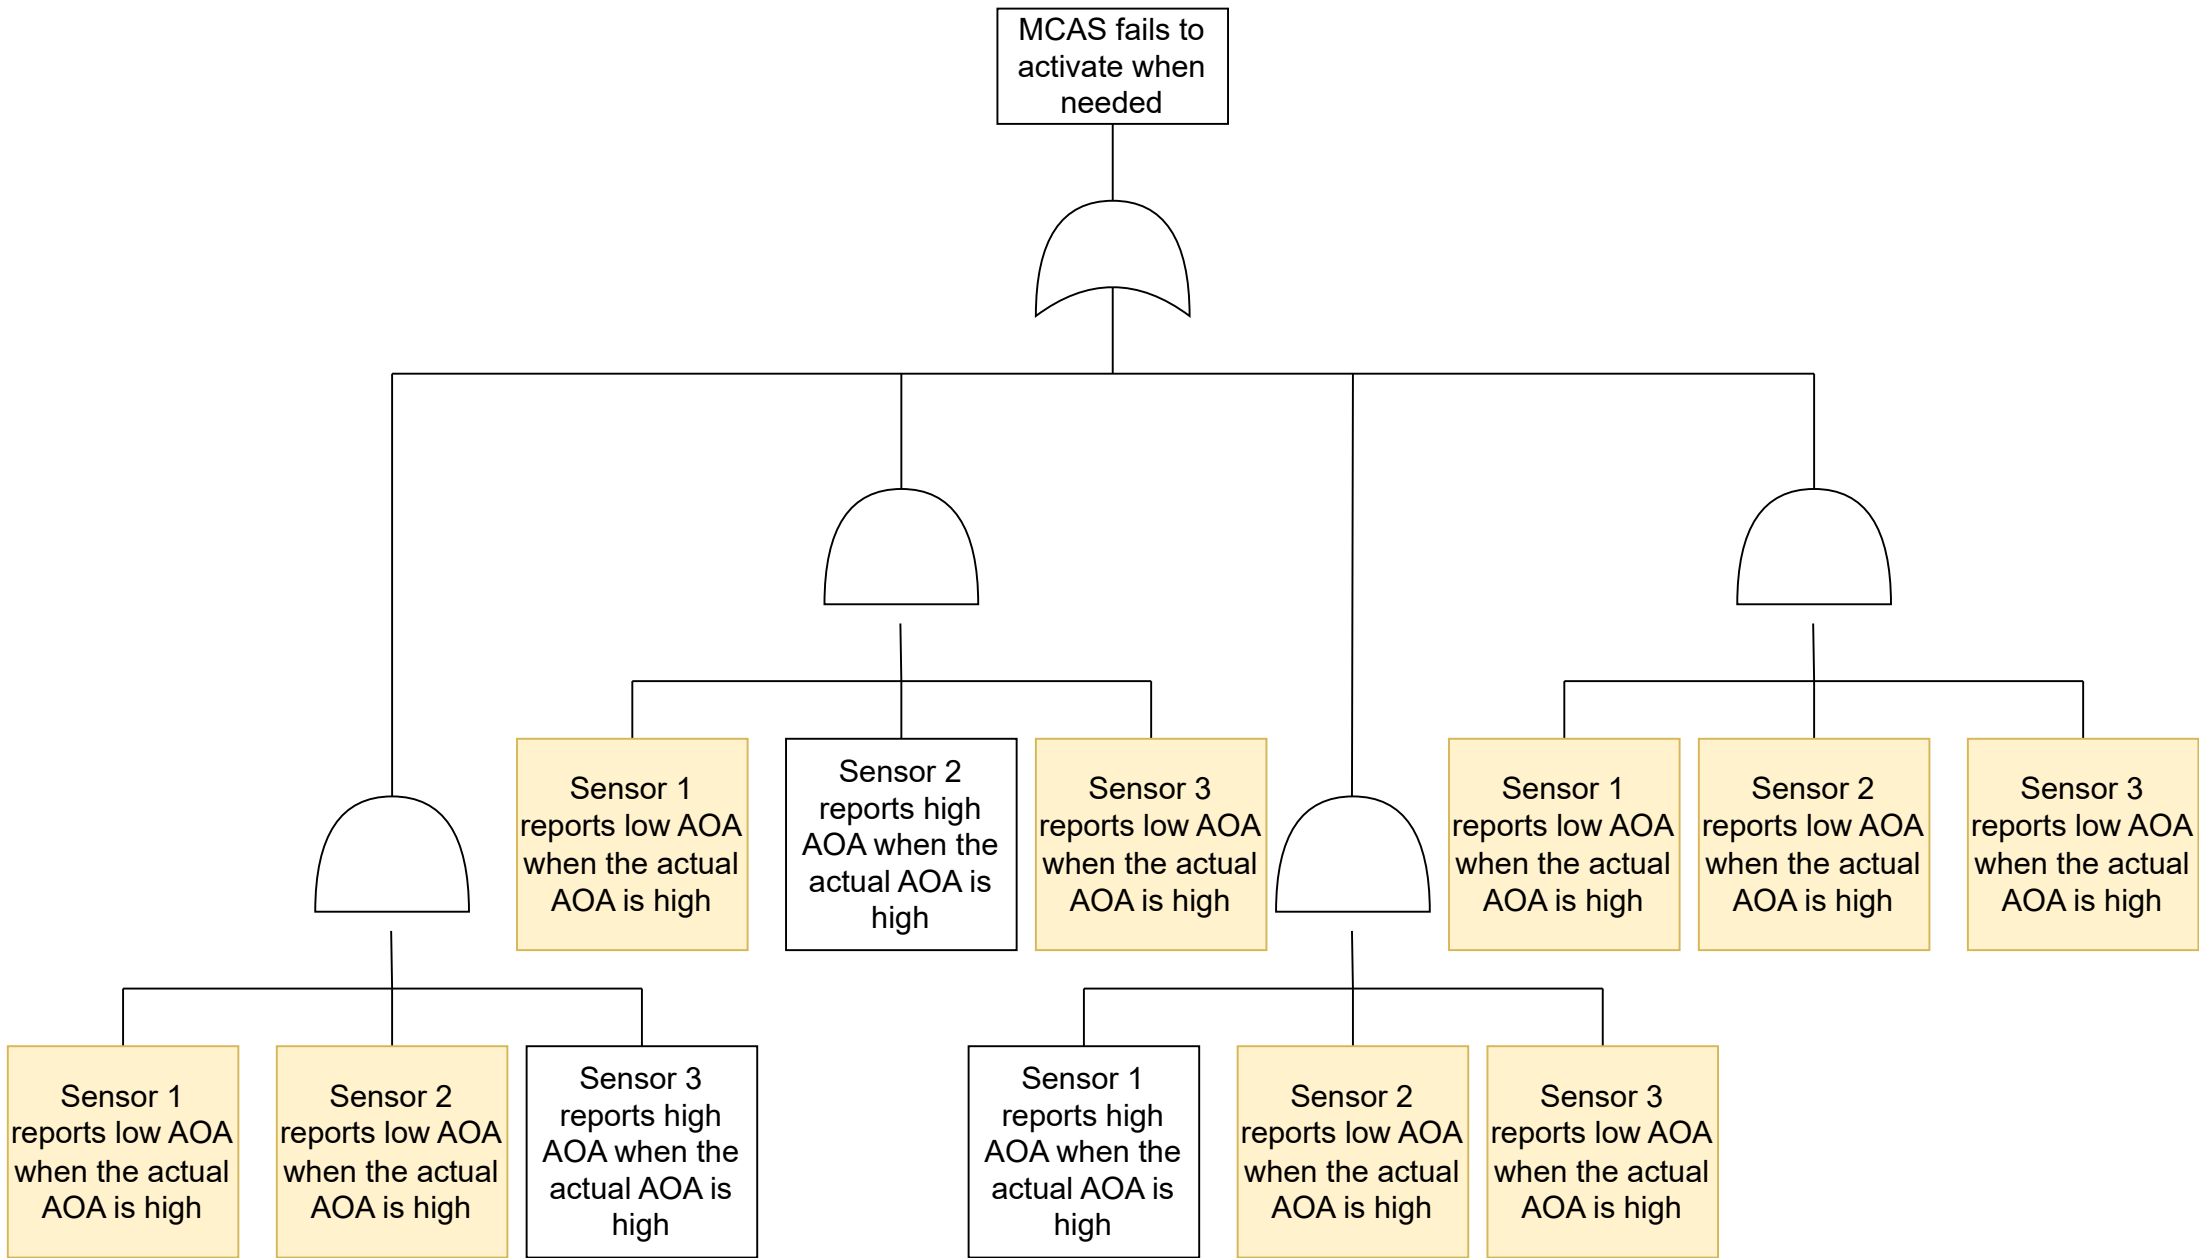 MCAS fails to
activate when
needed
Sensor 1
reports low AOA
when the actual
AOA is high
Sensor 2
reports high
AOA when the
actual AOA is
high
Sensor 3
reports low AOA
when the actual
AOA is high
Sensor 1
reports low AOA
when the actual
AOA is high
Sensor 2
reports low AOA
when the actual
AOA is high
Sensor 3
reports low AOA
when the actual
AOA is high
Sensor 1
reports low AOA
when the actual
AOA is high
Sensor 2
reports low AOA
when the actual
AOA is high
Sensor 3
reports high
AOA when the
actual AOA is
high
Sensor 1
reports high
AOA when the
actual AOA is
high
Sensor 2
reports low AOA
when the actual
AOA is high
Sensor 3
reports low AOA
when the actual
AOA is high